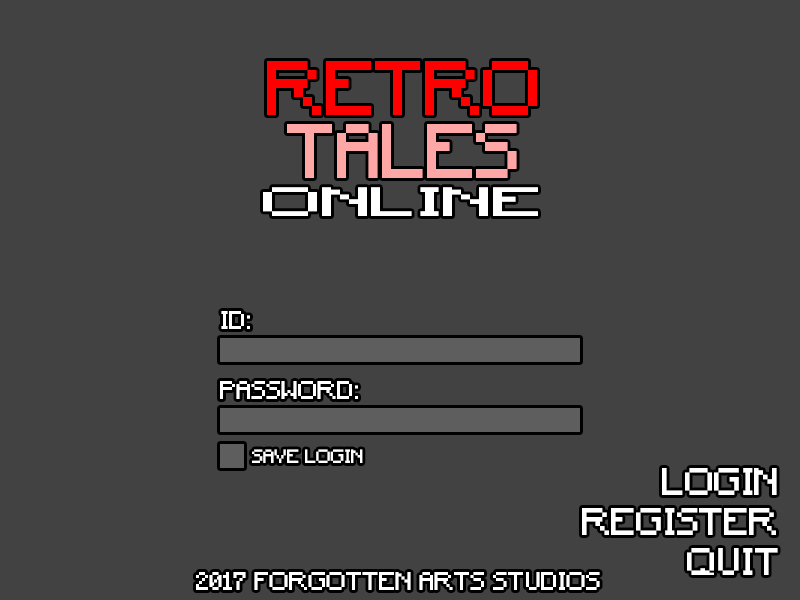 RETRO
TALES
ONLINE
ID:
PASSWORD:
SAVE LOGIN
LOGIN
REGISTER
QUIT
2017 FORGOTTEN ARTS STUDIOS